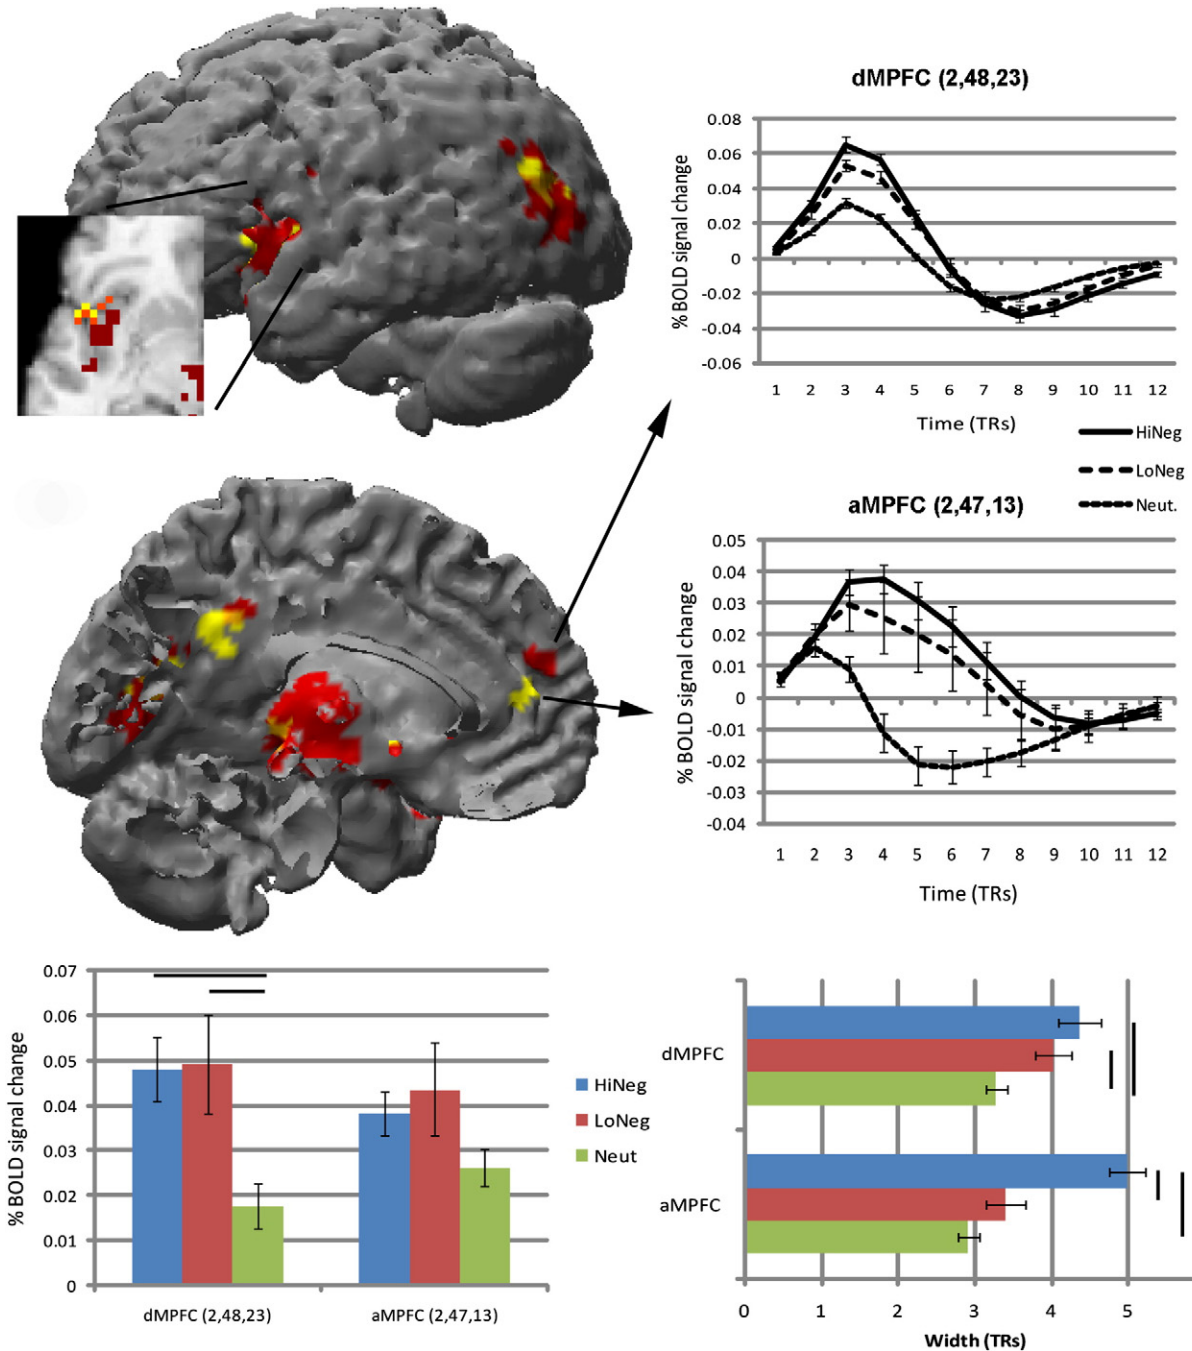 dMPFC (2,48,23)
% BOLD signal change
0.08
0.06
0.04
0.02
0
-0.02
-0.04
-0.06
1 2 3 4 5 6 7 8 9 10 11 12
Time (TRs)
HiNeg
LoNeg
Neut.
aMPFC (2,47,13)
% BOLD signal change
0.05
0.04
0.03
0.02
0.01
0
-0.01
-0.02
-0.03
-0.04
1 2 3 4 5 6 7 8 9 10 11 12
Time (TRs)
% BOLD signal change
0.07
0.06
0.05
0.04
0.03
0.02
0.01
0
dMPFC (2,48,23) aMPFC (2,47,13)
HiNeg
LoNeg
Neut
dMPFC
aMPFC
0 1 2 3 4 5
Width (TRs)